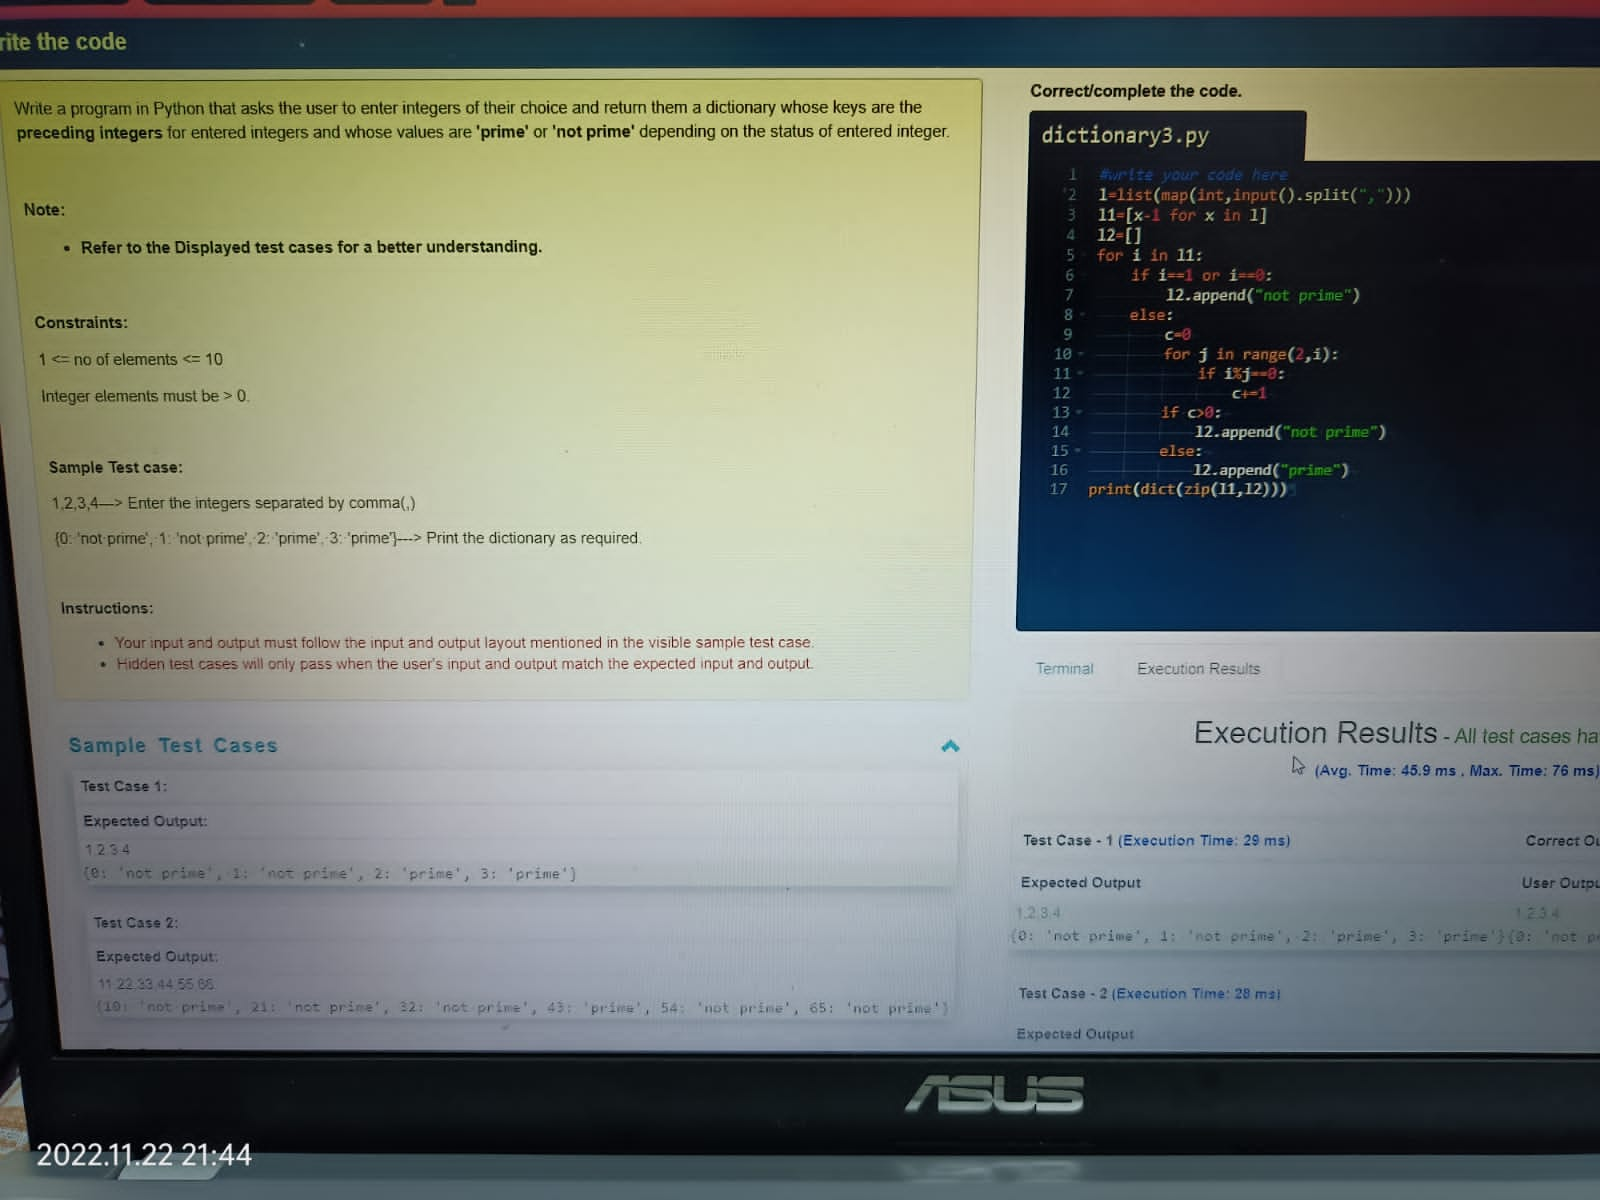 rite the code
Write a program in Python that asks the user to enter integers of their choice and return them a dictionary whose keys are the
preceding integers for entered integers and whose values are 'prime' or 'not prime' depending on the status of entered integer.
Note:
• Refer to the Displayed test cases for a better understanding.
Constraints:
1 <= no of elements <= 10
Integer elements must be > 0.
Sample Test case:
1,2,3,4---> Enter the integers separated by comma(,)
{0: 'not prime', 1: 'not prime', 2: 'prime', 3: 'prime'}---> Print the dictionary as required.
Instructions:
• Your input and output must follow the input and output layout mentioned in the visible sample test case.
• Hidden test cases will only pass when the user's input and output match the expected input and output.
Sample Test Cases
Test Case 1:
Expected Output:
1,2,3,4
{0: 'not prime', 1: 'not prime', 2: 'prime', 3: 'prime'}
Test Case 2:
Expected Output:
11,22,33,44,55,66
{10: 'not prime', 21: 'not prime', 32: 'not prime', 43: 'prime', 54: 'not prime', 65: 'not prime'}
Correct/complete the code.
dictionary3.py
1 #write your code here
2 l=list(map(int,input().split(",")))
3 l1=[x-1 for x in l]
4 l2=[]
5 for i in l1:
6 if i==1 or i==0:
7 l2.append("not prime")
8 else:
9 c=0
10 for j in range(2,i):
11 if i%j==0:
12 c+=1
13 if c>0:
14 l2.append("not prime")
15 else:
16 l2.append("prime")
17 print(dict(zip(l1,l2)))
Terminal Execution Results
Execution Results - All test cases ha
(Avg. Time: 45.9 ms , Max. Time: 76 ms)
Test Case - 1 (Execution Time: 29 ms) Correct Ou
Expected Output User Outpu
1,2,3,4 1,2,3,4
{0: 'not prime', 1: 'not prime', 2: 'prime', 3: 'prime'} {0: 'not p
Test Case - 2 (Execution Time: 28 ms)
Expected Output
ASUS
2022.11.22 21:44